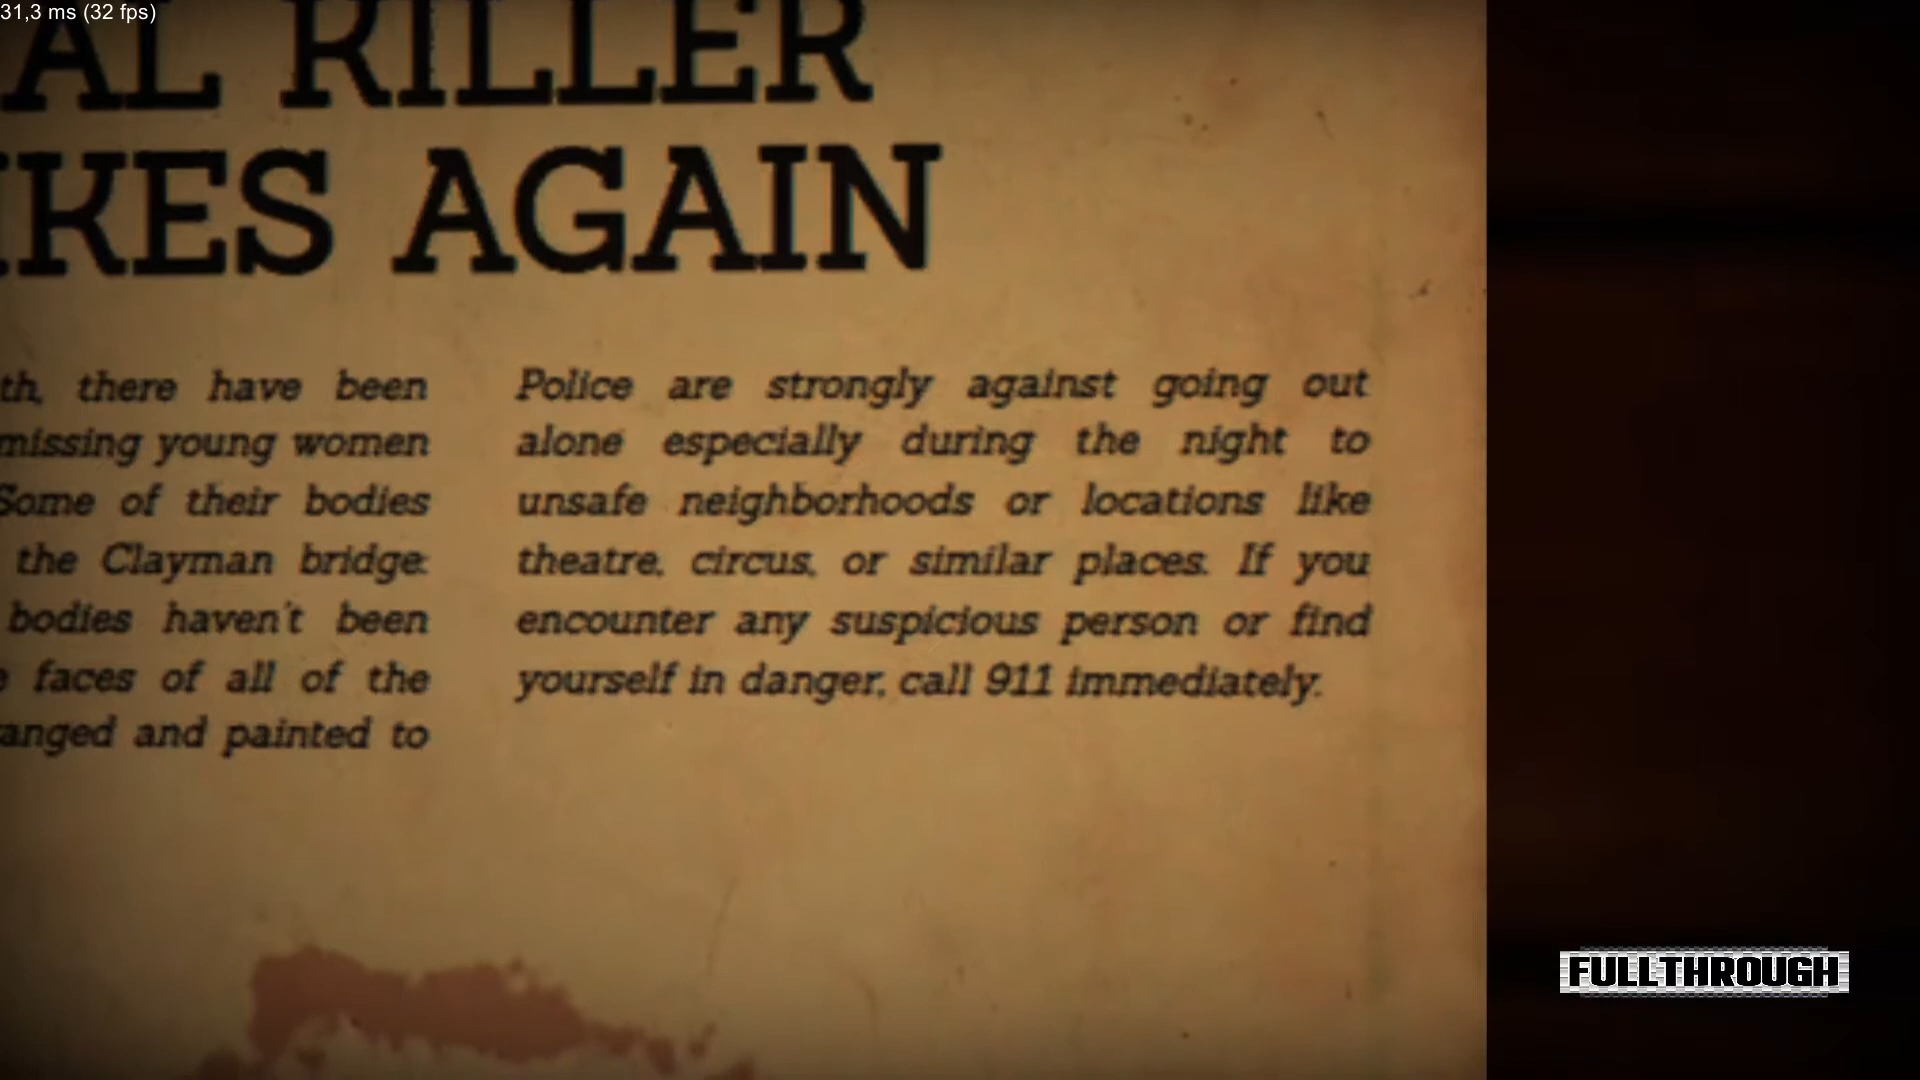 31,3 ms (32 fps)
AL KILLER
IKES AGAIN
th, there have been
missing young women
Some of their bodies
the Clayman bridge;
bodies haven't been
faces of all of the
anged and painted to
Police are strongly against going out
alone especially during the night to
unsafe neighborhoods or locations like
theatre, circus, or similar places. If you
encounter any suspicious person or find
yourself in danger, call 911 immediately.
FULLTHROUGH